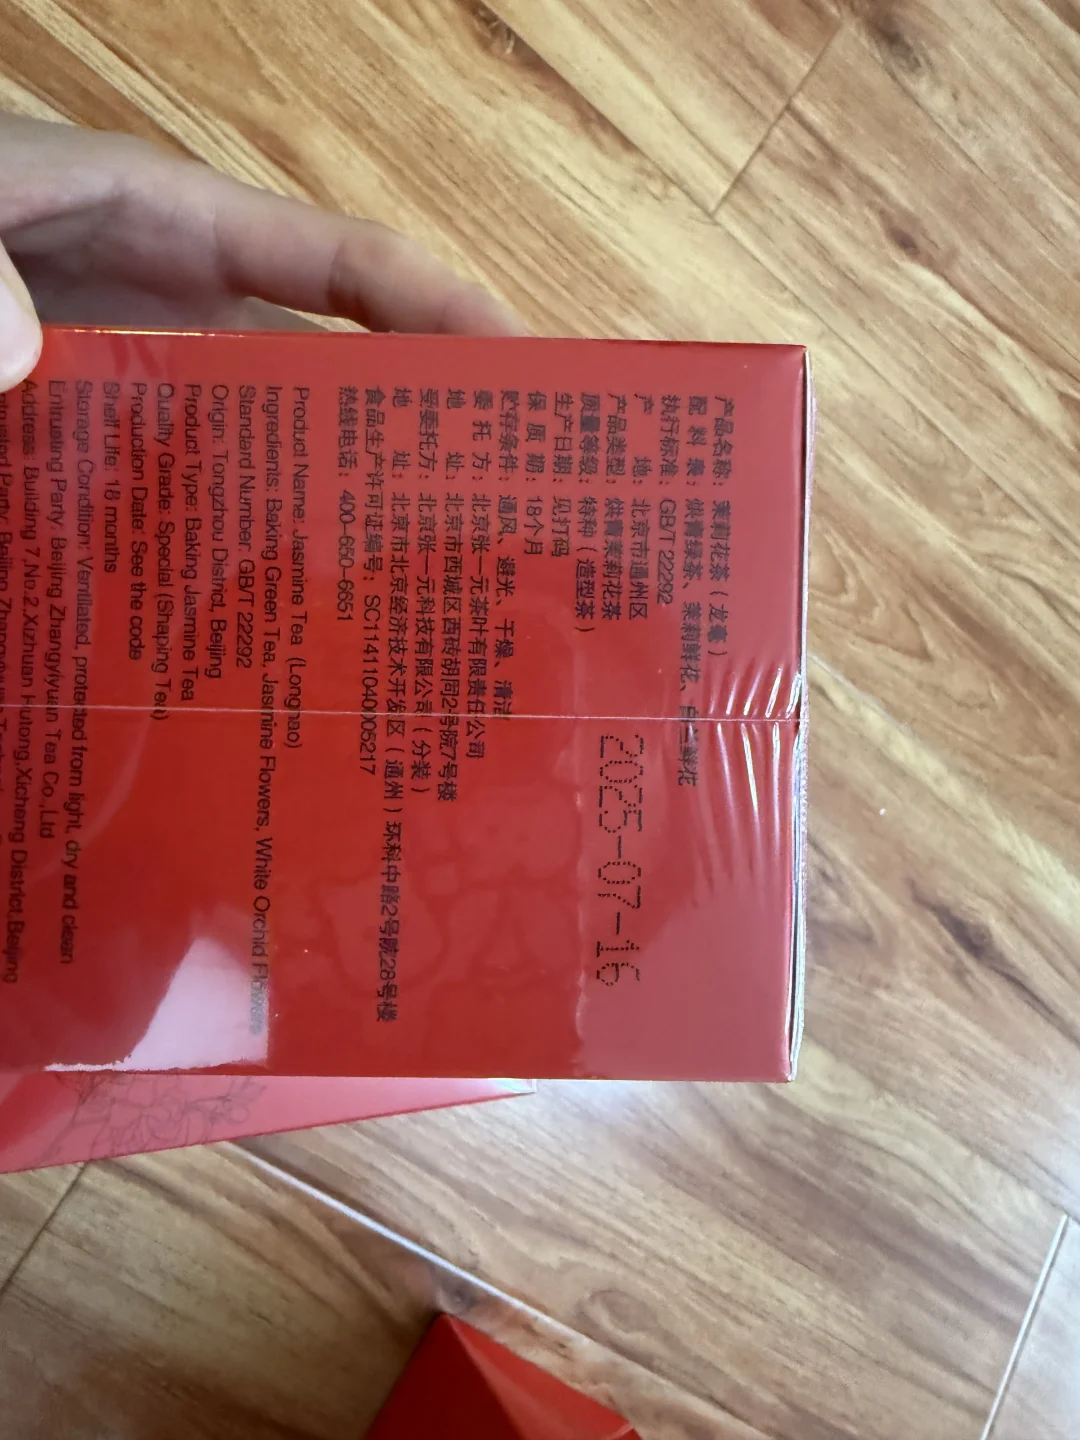 产品名称：茉莉花茶（龙毫）
配 料 表：烘青绿茶、茉莉鲜花、白兰鲜花
执行标准：GB/T 22292
产 地：北京市通州区
产品类型：烘青茉莉花茶
质量等级：特种（造型茶）
生产日期：见打码
2025-07-16
保 质 期：18个月
贮存条件：通风、避光、干燥、清洁
委 托 方：北京张一元茶叶有限责任公司
地 址：北京市西城区西砖胡同2号院7号楼
受委托方：北京张一元科技有限公司（分装）
地 址：北京市北京经济技术开发区（通州）环科中路2号院28号楼
食品生产许可证编号：SC11411040005217
热线电话：400-650-6651
Product Name: Jasmine Tea (Longhao)
Ingredients: Baking Green Tea, Jasmine Flowers, White Orchid Flowers
Standard Number: GB/T 22292
Origin: Tongzhou District, Beijing
Product Type: Baking Jasmine Tea
Quality Grade: Special (Shaping Tea)
Production Date: See the code
Shelf Life: 18 months
Storage Condition: Ventilated, protected from light, dry and clean
Entrusting Party: Beijing Zhangyiyuan Tea Co.,Ltd
Address: Building 7,No.2 Xizhuan Hutong,Xicheng District,Beijing
Party: Beijing Zhangyiyuan